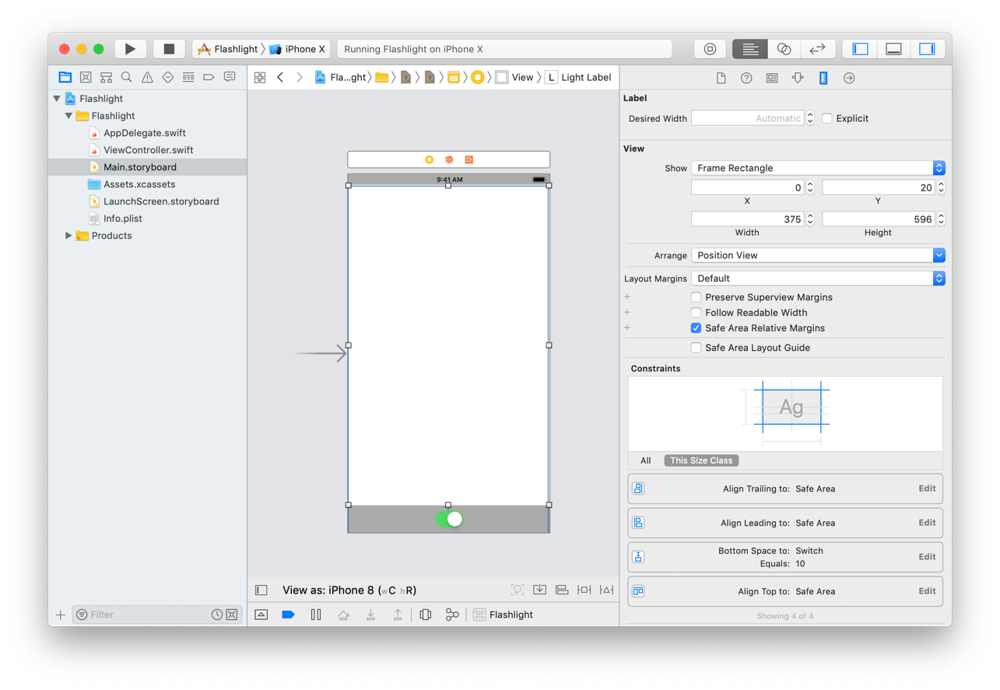 Flashlight
iPhone X
Running Flashlight on iPhone X
Fla...ght
View
L
Light Label
Flashlight
Flashlight
AppDelegate.swift
ViewController.swift
Main.storyboard
Assets.xcassets
LaunchScreen.storyboard
Info.plist
Products
Filter
9:41 AM
View as: iPhone 8 (wC hR)
Flashlight
Label
Desired Width
Automatic
Explicit
View
Show
Frame Rectangle
0
20
X
Y
375
596
Width
Height
Arrange
Position View
Layout Margins
Default
Preserve Superview Margins
Follow Readable Width
Safe Area Relative Margins
Safe Area Layout Guide
Constraints
Ag
All
This Size Class
Align Trailing to: Safe Area
Edit
Align Leading to: Safe Area
Edit
Bottom Space to: Switch
Equals: 10
Edit
Align Top to: Safe Area
Edit
Showing 4 of 4